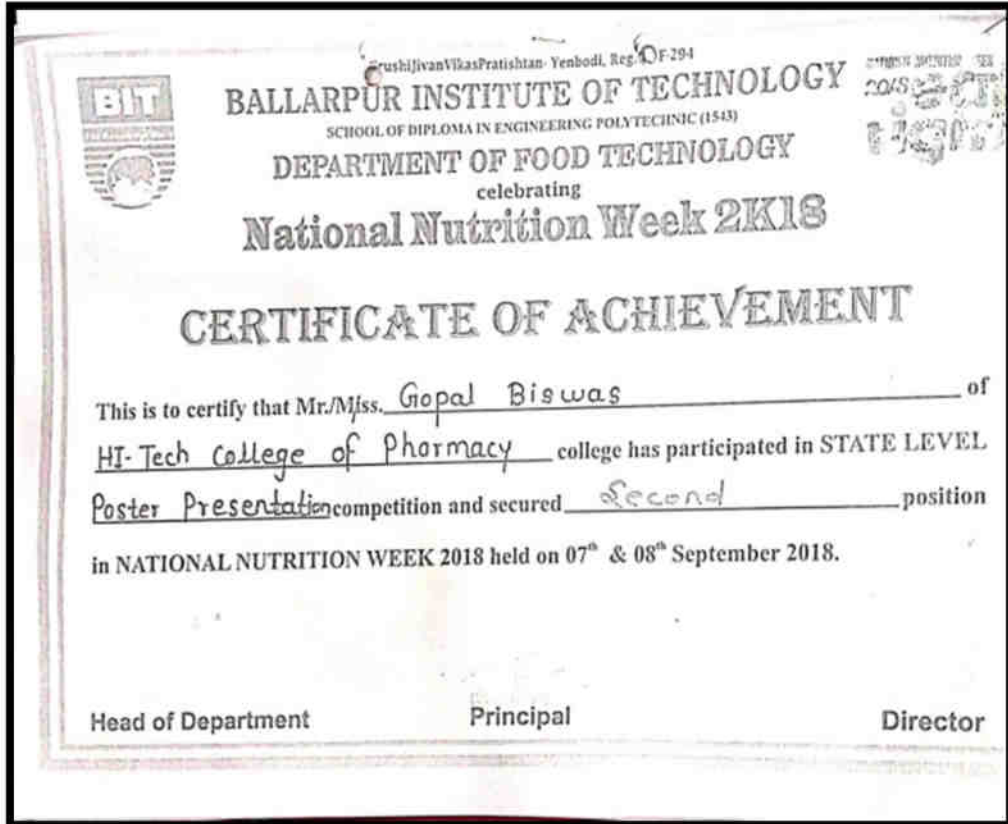 KrushiJivanVikasPratishtan- Yenbodi, Reg. F-294
BIT
BALLARPUR INSTITUTE OF TECHNOLOGY
SCHOOL OF DIPLOMA IN ENGINEERING POLYTECHNIC (1543)
DEPARTMENT OF FOOD TECHNOLOGY
celebrating
National Nutrition Week 2K18
CERTIFICATE OF ACHIEVEMENT
This is to certify that Mr./Miss. Gopal Biswas of
HI-Tech College of Pharmacy college has participated in STATE LEVEL
Poster Presentation competition and secured Second position
in NATIONAL NUTRITION WEEK 2018 held on 07th & 08th September 2018.
Head of Department Principal Director